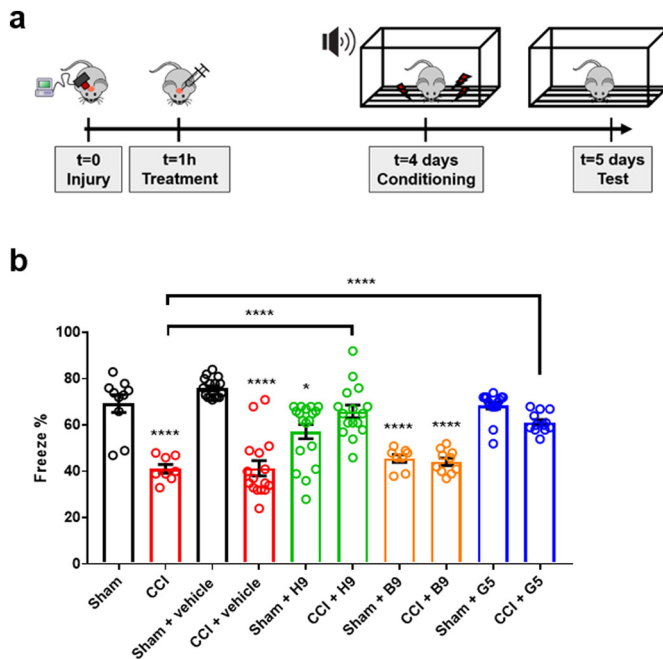 a
t=0
Injury
t=1h
Treatment
t=4 days
Conditioning
t=5 days
Test
b
****
****
****
*
****
****
****
100
80
60
40
20
0
Freeze %
Sham
CCI
Sham + vehicle
CCI + vehicle
Sham + H9
CCI + H9
Sham + B9
CCI + B9
Sham + G5
CCI + G5